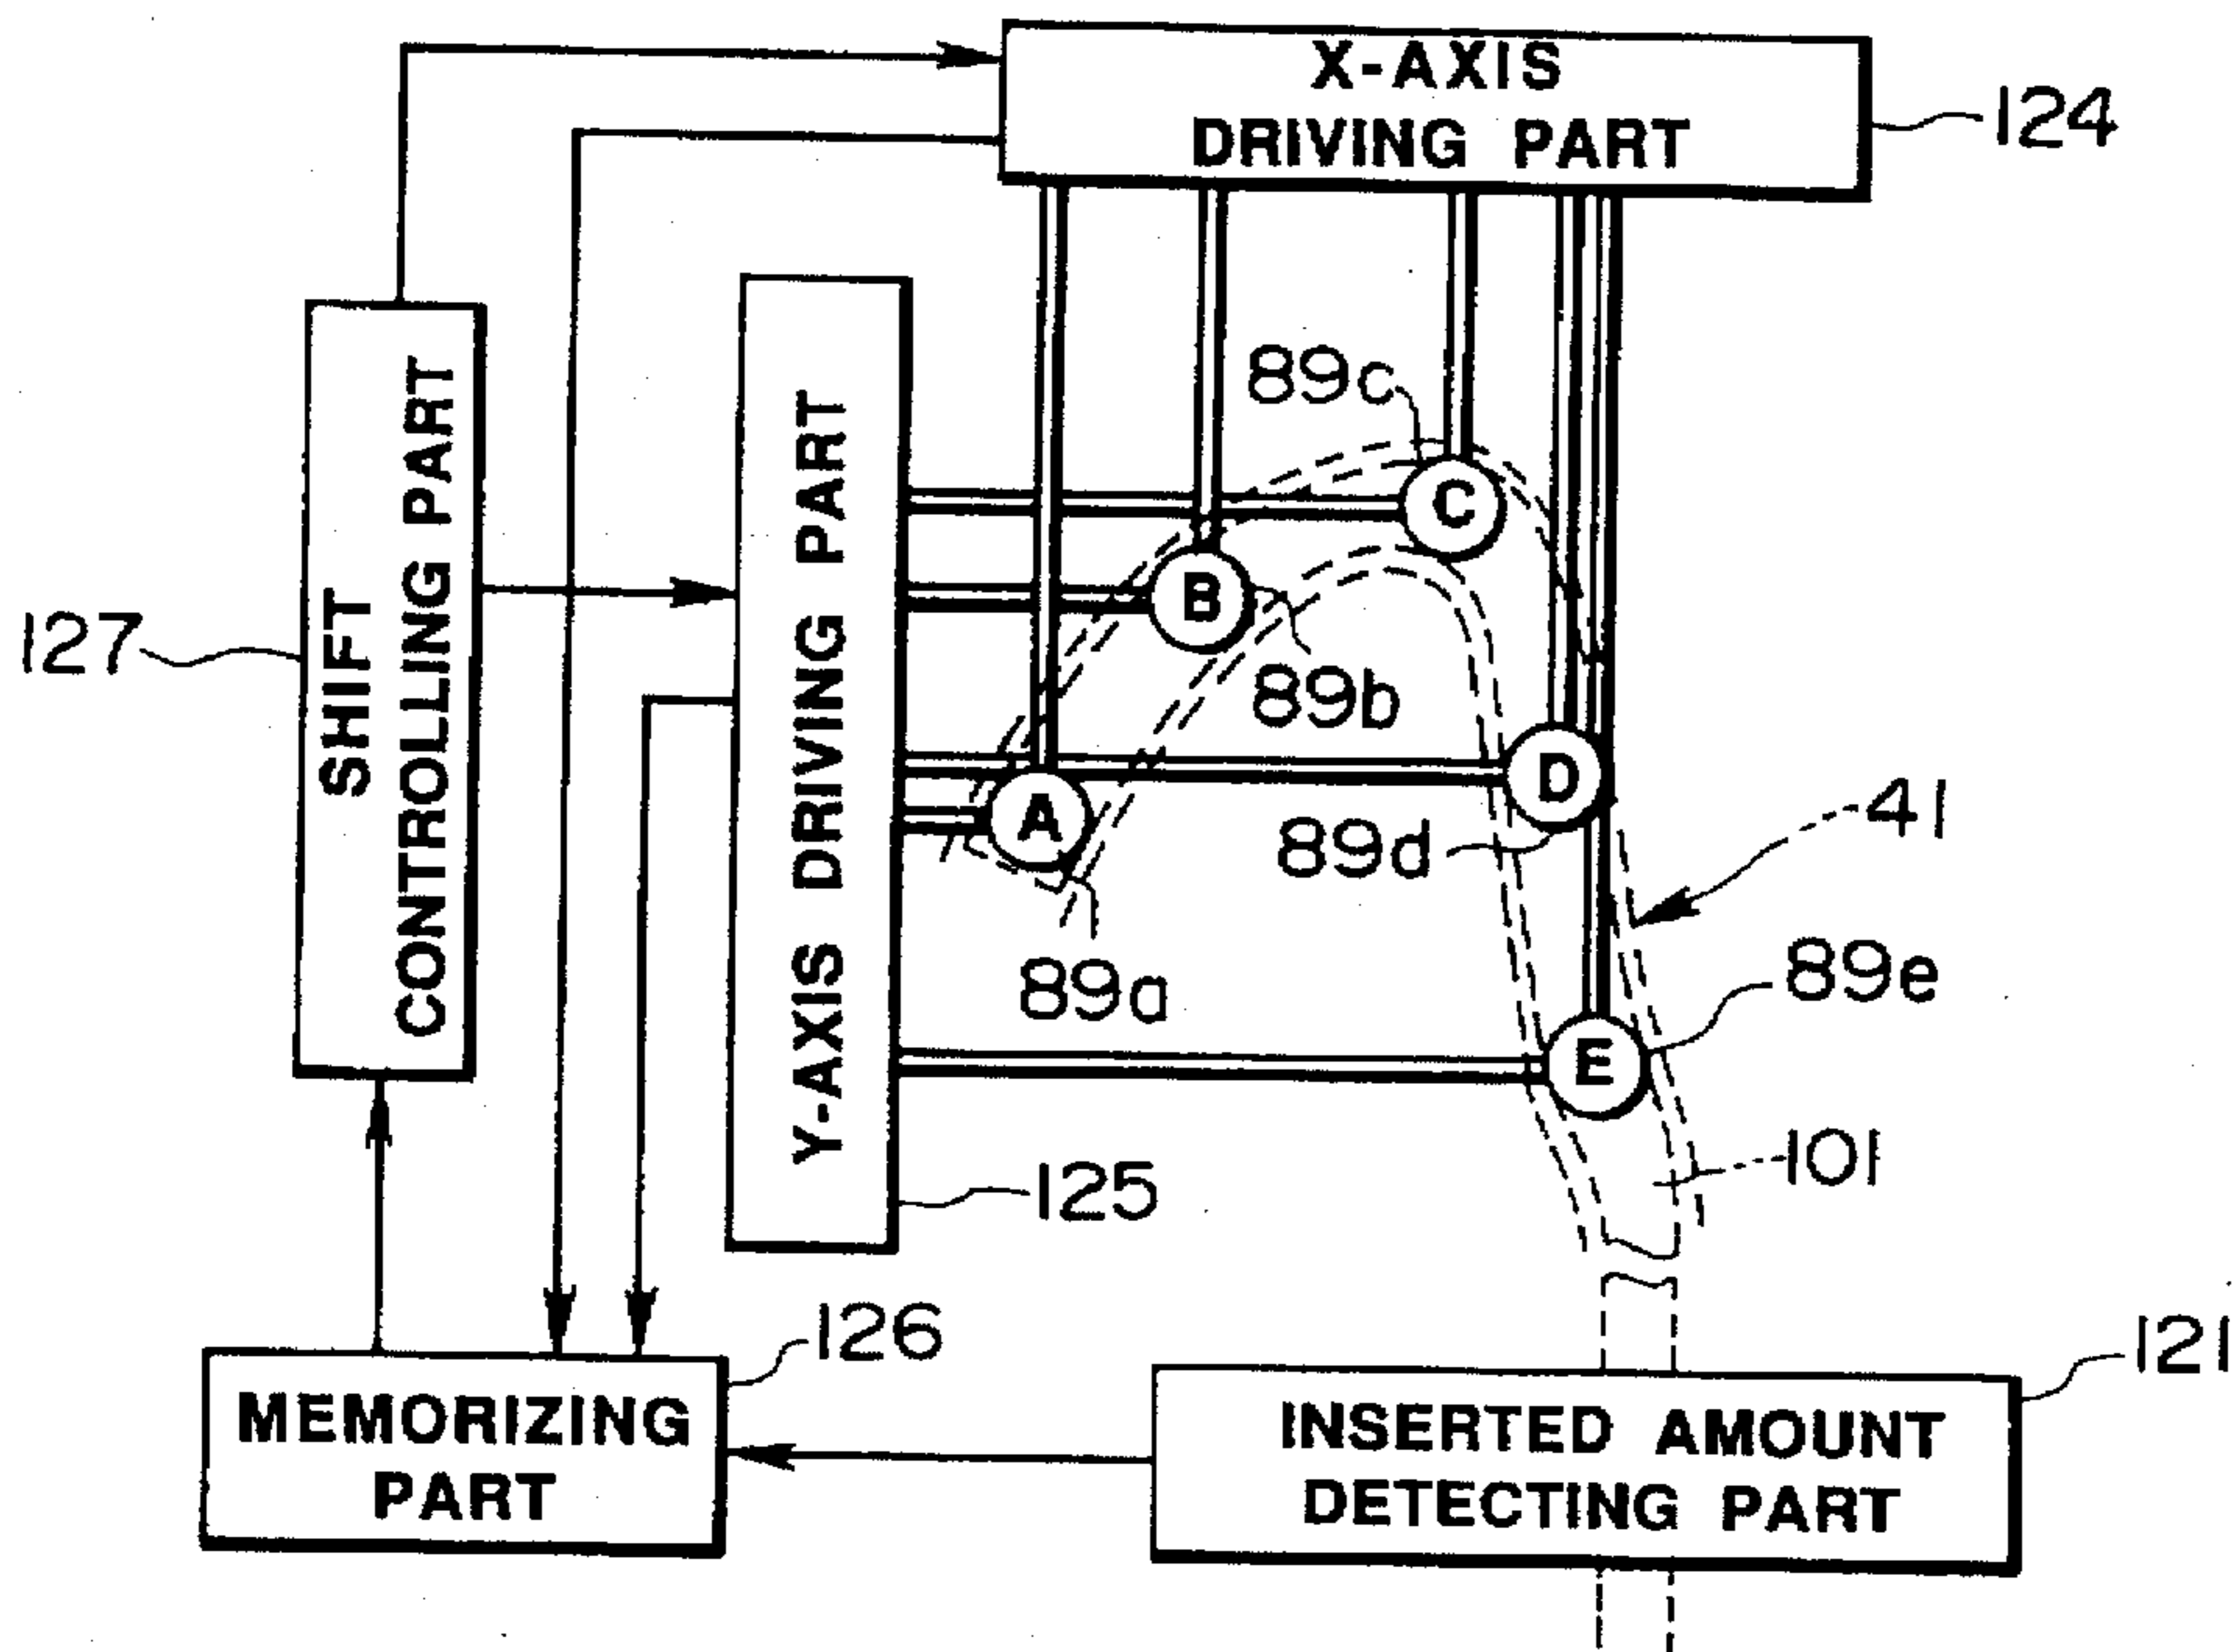 X-AXIS
DRIVING PART
124
SHIFT
CONTROLLING PART
127
Y-AXIS DRIVING PART
125
89c
C
B
89b
A
89a
D
89d
41
89e
E
101
126
MEMORIZING
PART
121
INSERTED AMOUNT
DETECTING PART